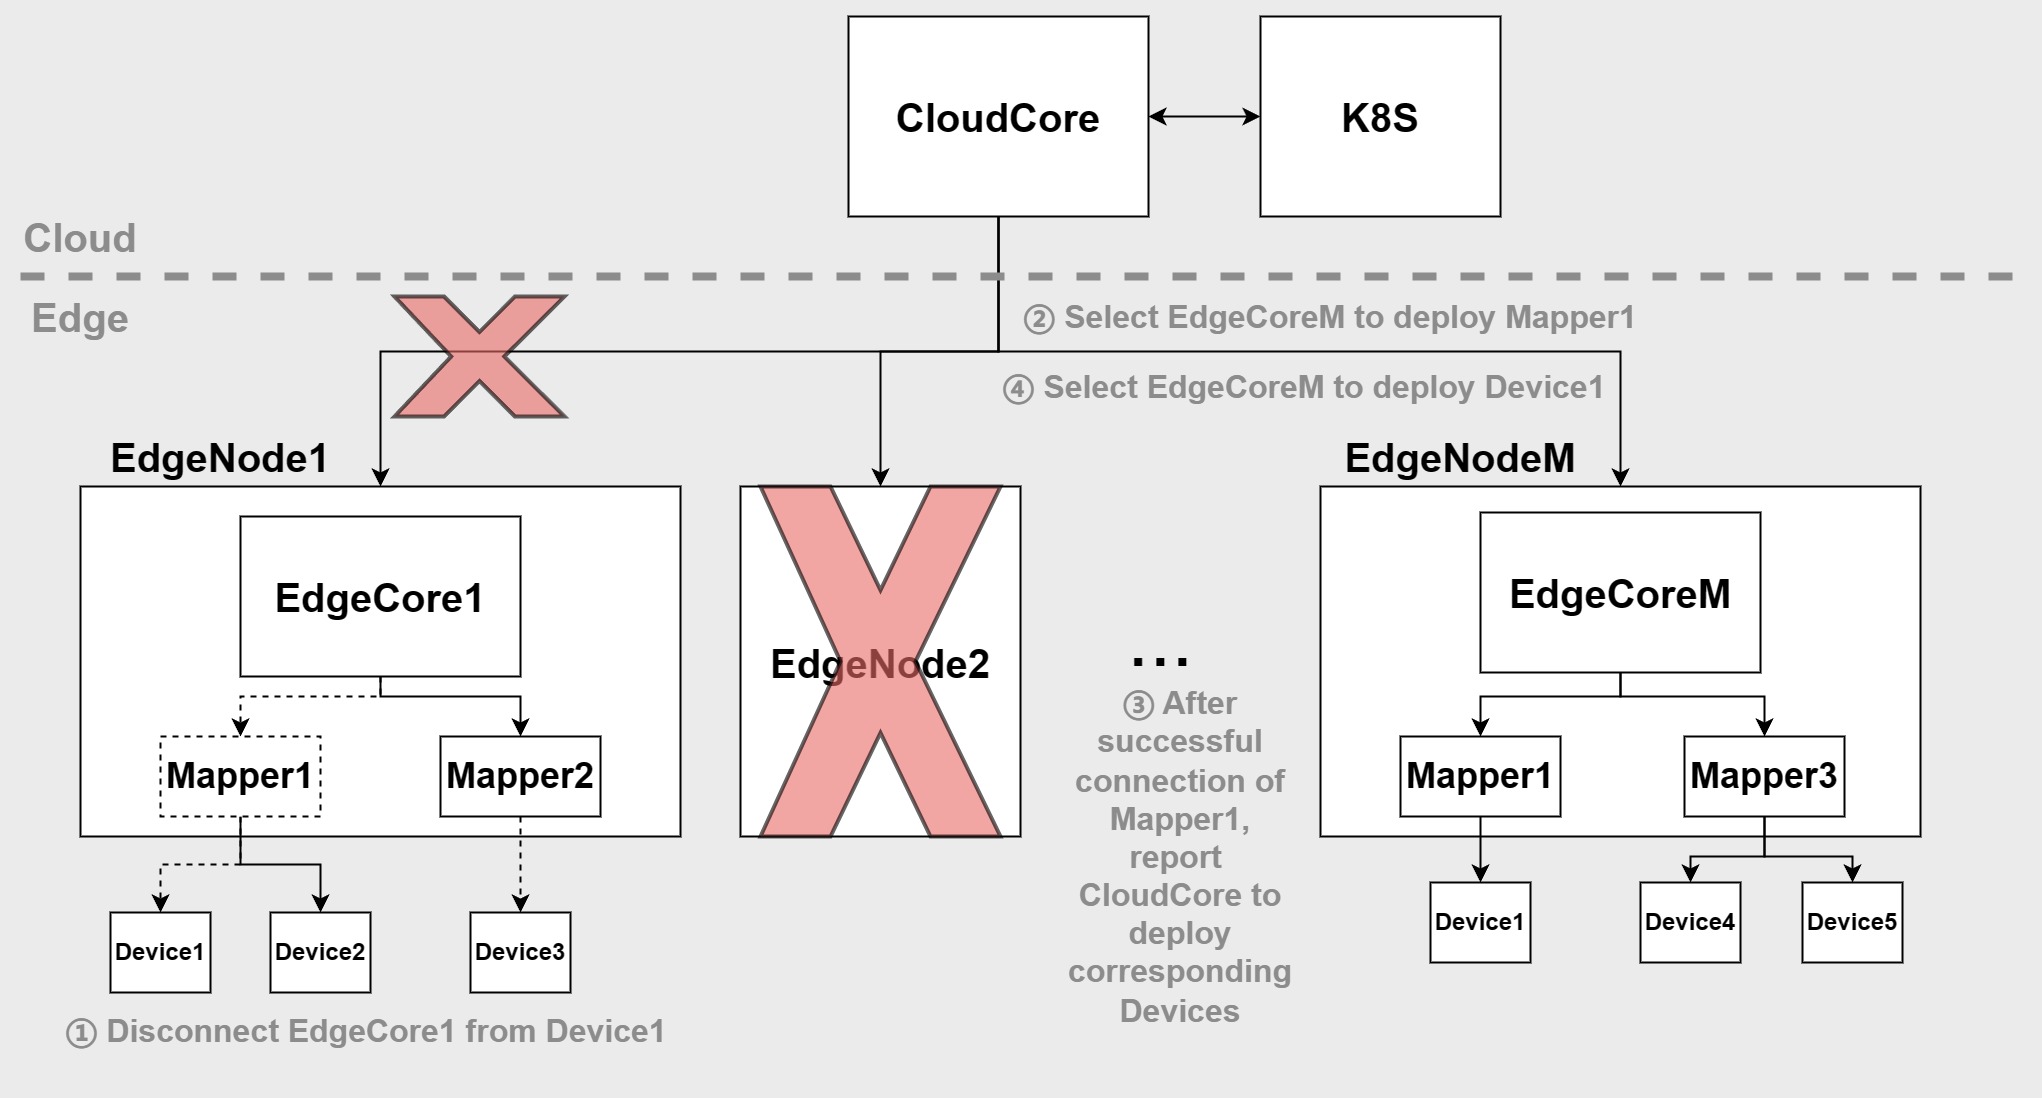 CloudCore
K8S
Cloud
Edge
② Select EdgeCoreM to deploy Mapper1
④ Select EdgeCoreM to deploy Device1
EdgeNode1
EdgeNodeM
EdgeCore1
EdgeCoreM
EdgeNode2
...
③ After
successful
connection of
Mapper1,
report
CloudCore to
deploy
corresponding
Devices
Mapper1
Mapper2
Mapper1
Mapper3
Device1
Device2
Device3
Device1
Device4
Device5
① Disconnect EdgeCore1 from Device1